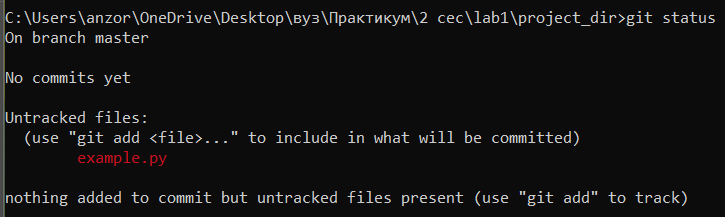 C:\Users\anzor\OneDrive\Desktop\вуз\Практикум\2 сес\lab1\project_dir>git status
On branch master
No commits yet
Untracked files:
(use "git add <file>..." to include in what will be committed)
example.py
nothing added to commit but untracked files present (use "git add" to track)